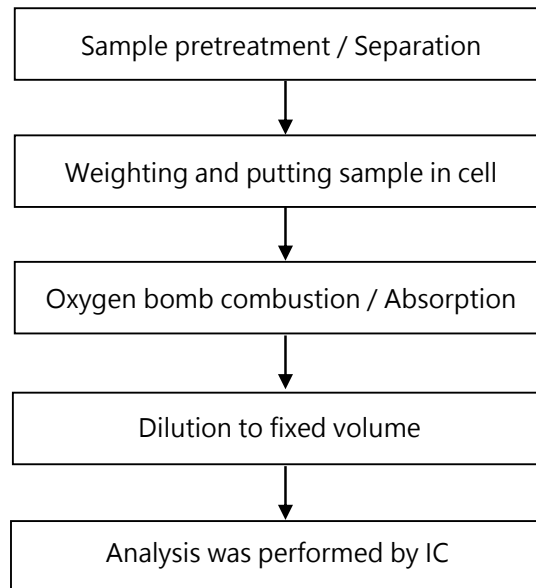 Sample pretreatment / Separation
Weighting and putting sample in cell
Oxygen bomb combustion / Absorption
Dilution to fixed volume
Analysis was performed by IC